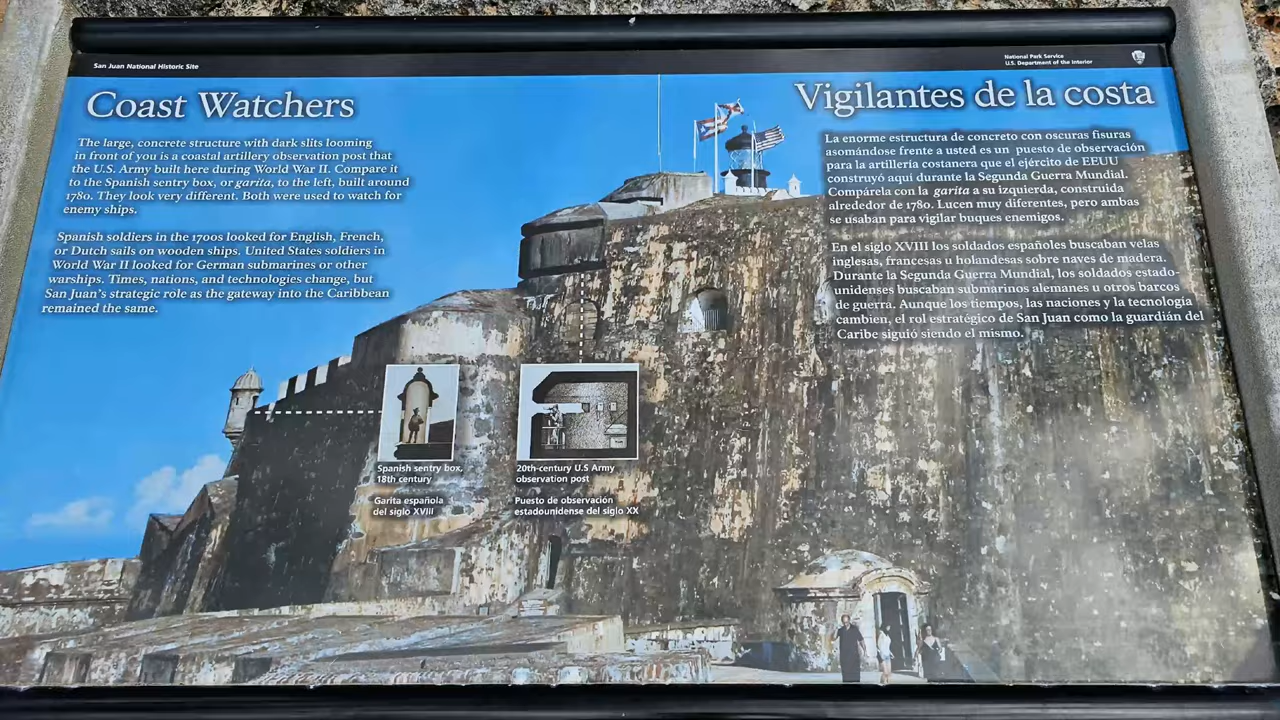 San Juan National Historic Site
National Park Service
U.S. Department of the Interior
Coast Watchers
The large, concrete structure with dark slits looming
in front of you is a coastal artillery observation post that
the U.S. Army built here during World War II. Compare it
to the Spanish sentry box, or garita, to the left, built around
1780. They look very different. Both were used to watch for
enemy ships.
Spanish soldiers in the 1700s looked for English, French,
or Dutch sails on wooden ships. United States soldiers in
World War II looked for German submarines or other
warships. Times, nations, and technologies change, but
San Juan's strategic role as the gateway into the Caribbean
remained the same.
Vigilantes de la costa
La enorme estructura de concreto con oscuras fisuras
asomándose frente a usted es un puesto de observación
para la artillería costanera que el ejército de EEUU
construyó aquí durante la Segunda Guerra Mundial.
Compárela con la garita a su izquierda, construida
alrededor de 1780. Lucen muy diferentes, pero ambas
se usaban para vigilar buques enemigos.
En el siglo XVIII los soldados españoles buscaban velas
inglesas, francesas u holandesas sobre naves de madera.
Durante la Segunda Guerra Mundial, los soldados estado-
unidenses buscaban submarinos alemanes u otros barcos
de guerra. Aunque los tiempos, las naciones y la tecnología
cambien, el rol estratégico de San Juan como la guardián del
Caribe siguió siendo el mismo.
Spanish sentry box,
18th century
Garita española
del siglo XVIII
20th-century U.S Army
observation post
Puesto de observación
estadounidense del siglo XX